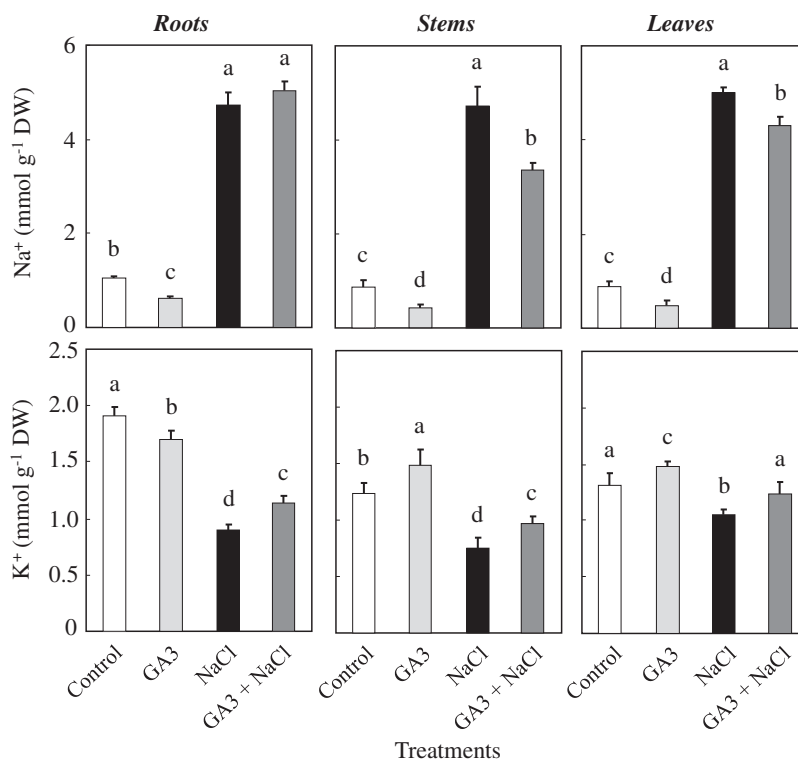 Roots Stems Leaves
Na⁺ (mmol g⁻¹ DW)
6
4
2
0
b c a a
c d a b
c d a b
K⁺ (mmol g⁻¹ DW)
2.5
2.0
1.5
1.0
0.5
0
a b d c
b a d c
a c b a
Control GA3 NaCl GA3 + NaCl
Control GA3 NaCl GA3 + NaCl
Control GA3 NaCl GA3 + NaCl
Treatments